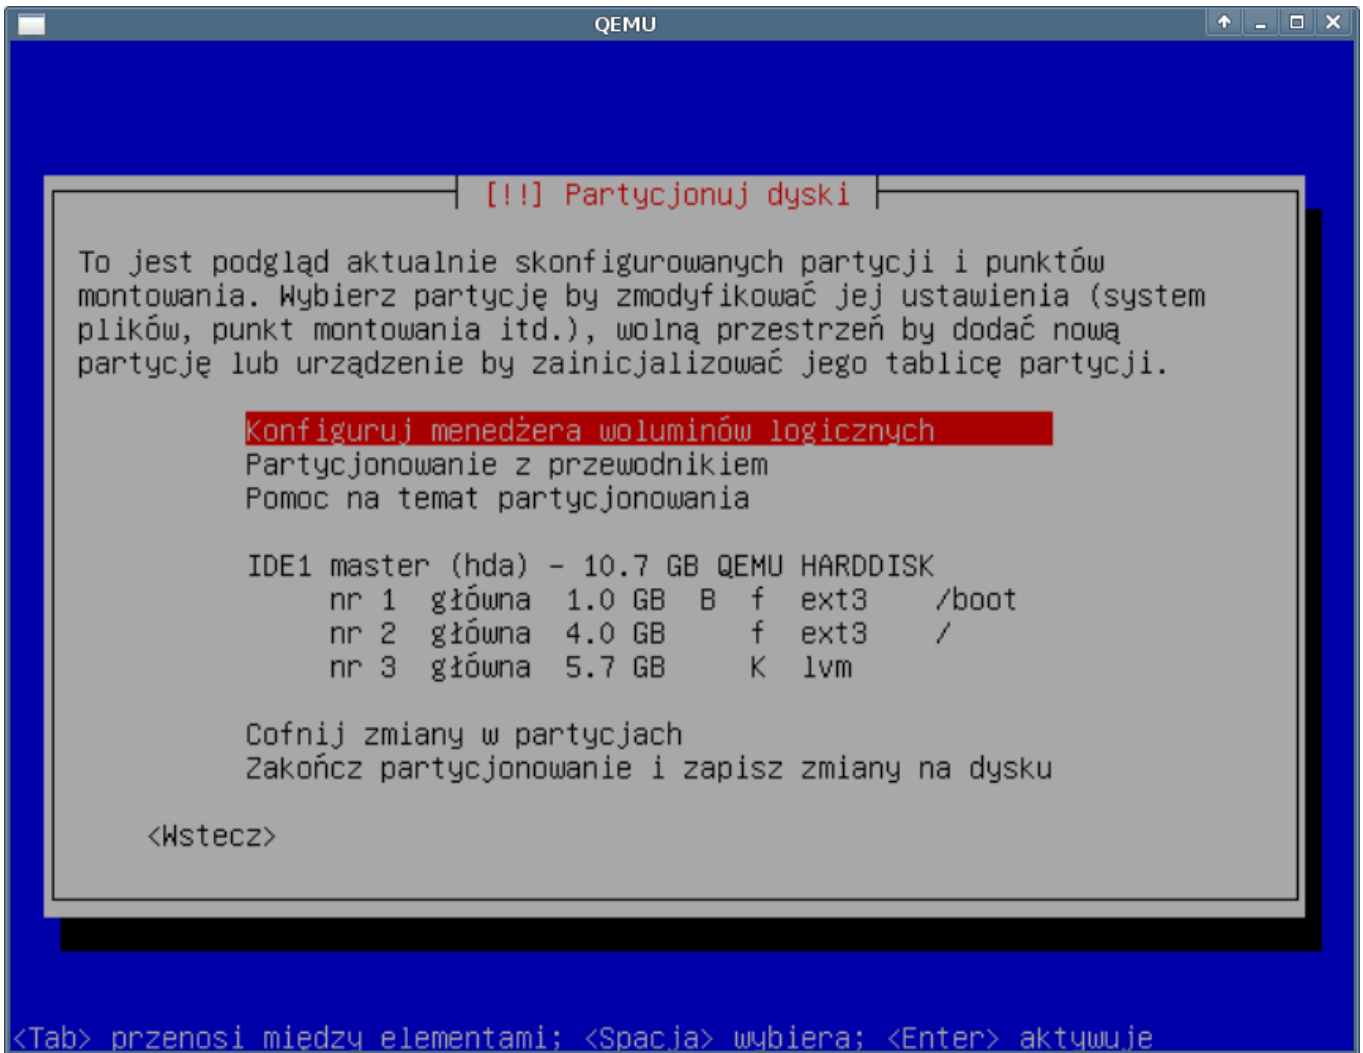 QEMU
[!!] Partycjonuj dyski
To jest podgląd aktualnie skonfigurowanych partycji i punktów
montowania. Wybierz partycję by zmodyfikować jej ustawienia (system
plików, punkt montowania itd.), wolną przestrzeń by dodać nową
partycję lub urządzenie by zainicjalizować jego tablicę partycji.
Konfiguruj menedżera woluminów logicznych
Partycjonowanie z przewodnikiem
Pomoc na temat partycjonowania
IDE1 master (hda) - 10.7 GB QEMU HARDDISK
nr 1 główna 1.0 GB B f ext3 /boot
nr 2 główna 4.0 GB f ext3 /
nr 3 główna 5.7 GB K lvm
Cofnij zmiany w partycjach
Zakończ partycjonowanie i zapisz zmiany na dysku
<Wstecz>
<Tab> przenosi między elementami; <Spacja> wybiera; <Enter> aktywuje